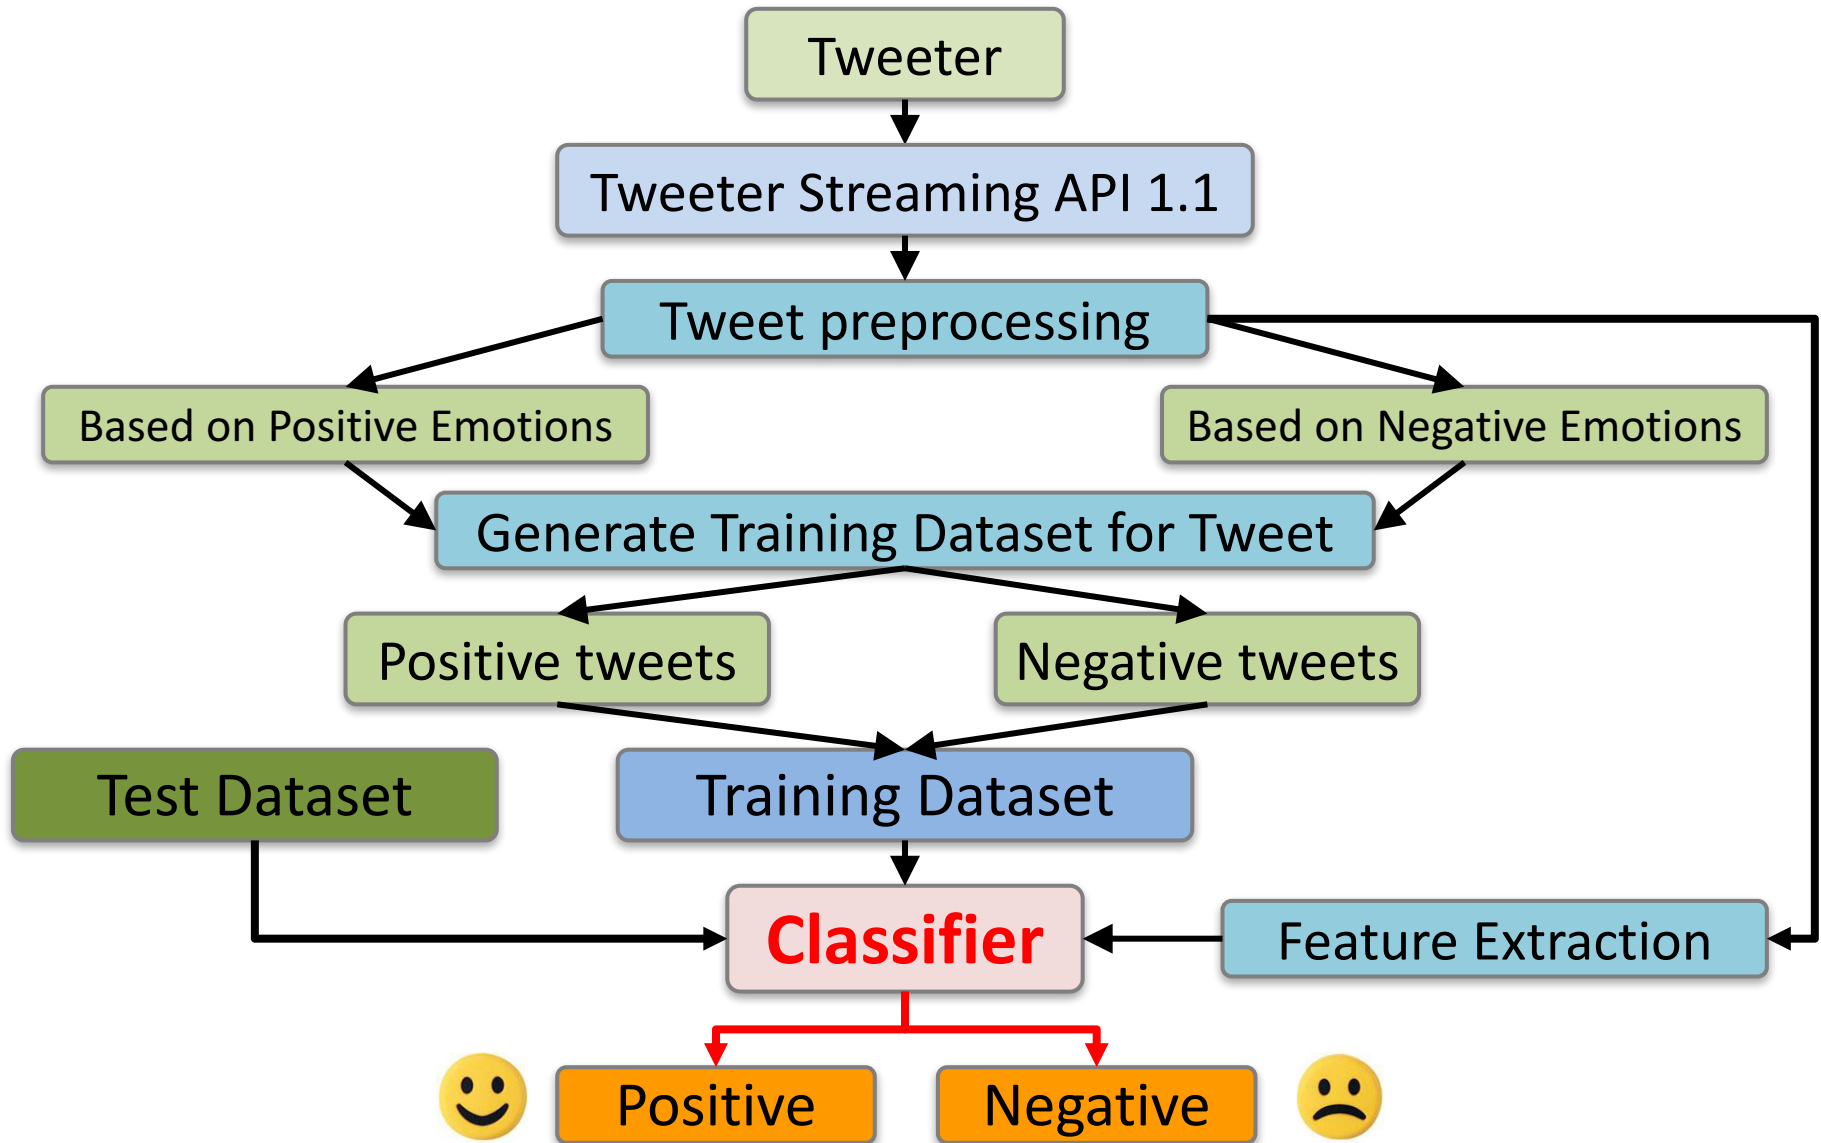 Tweeter
Tweeter Streaming API 1.1
Tweet preprocessing
Based on Positive Emotions
Based on Negative Emotions
Generate Training Dataset for Tweet
Positive tweets
Negative tweets
Test Dataset
Training Dataset
Classifier
Feature Extraction
Positive
Negative